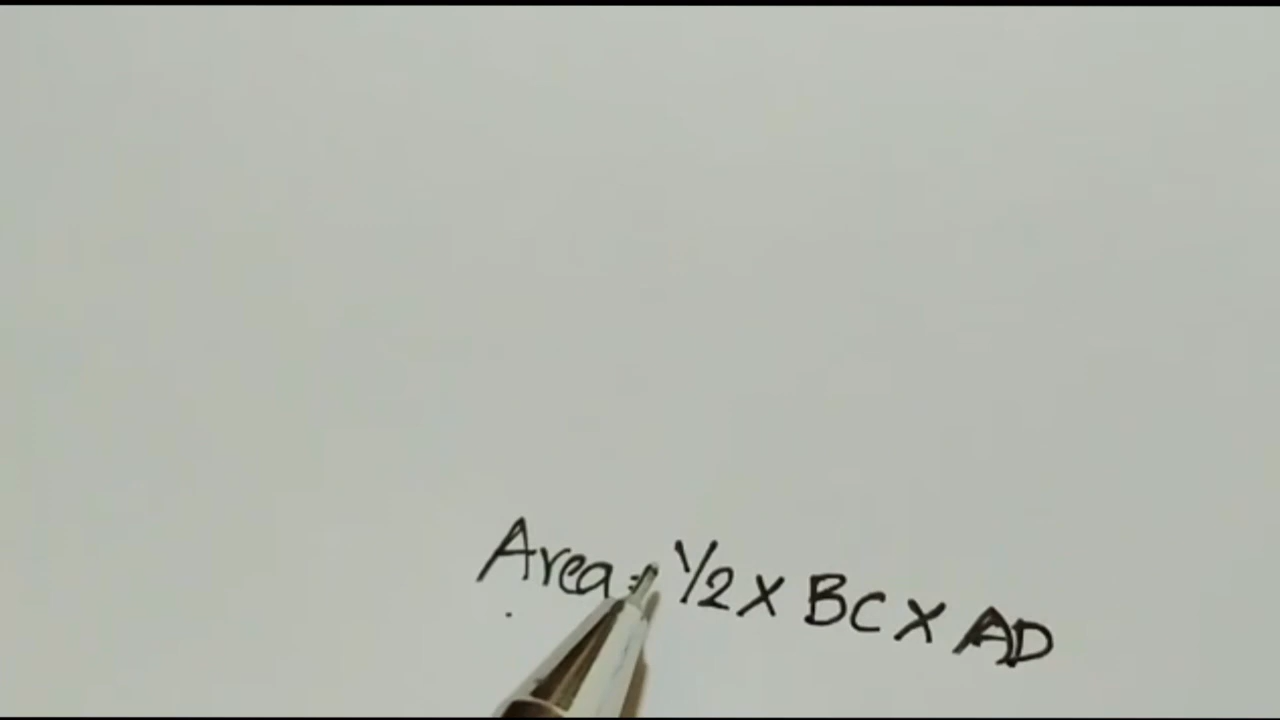 Area = 1/2 X BC X AD